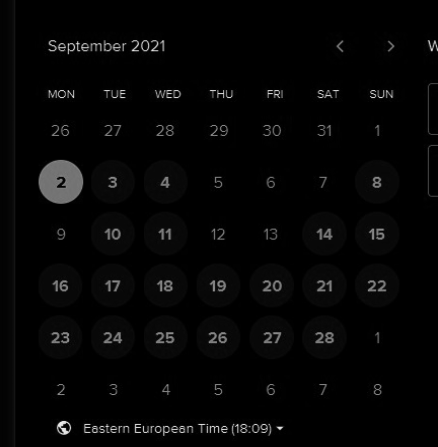 September 2021 < > W
MON TUE WED THU FRI SAT SUN
26 27 28 29 30 31 1
2 3 4 5 6 7 8
9 10 11 12 13 14 15
16 17 18 19 20 21 22
23 24 25 26 27 28 1
2 3 4 5 6 7 8
Eastern European Time (18:09)